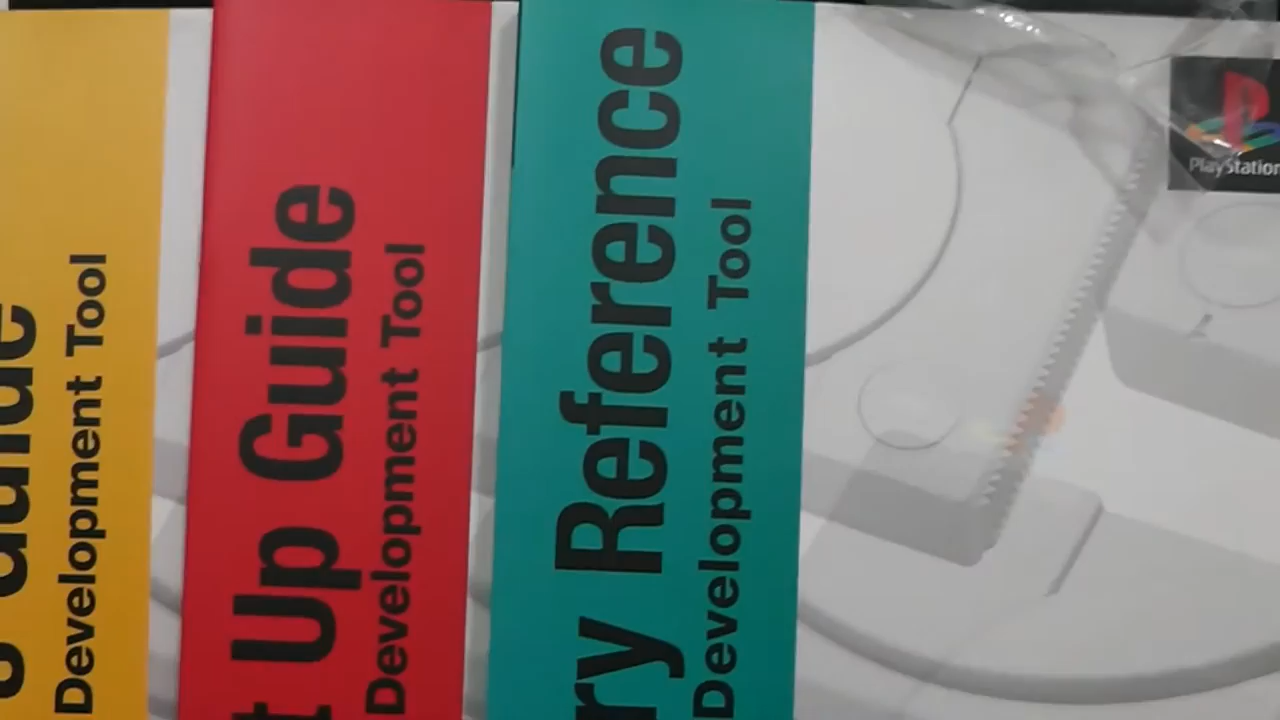 Development Tool
t Up Guide
Development Tool
ry Reference
Development Tool
PlayStation